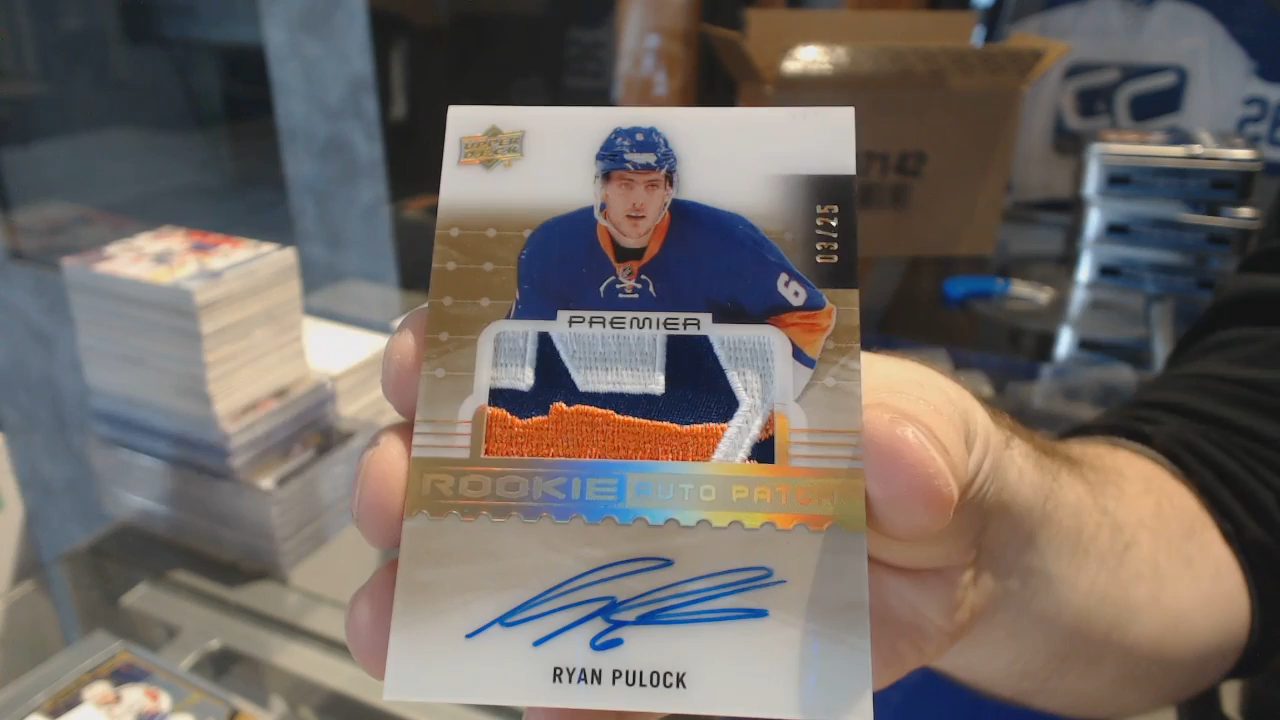 UPPER
DECK
03/25
6
PREMIER
ROOKIE AUTO PATCH
RYAN PULOCK